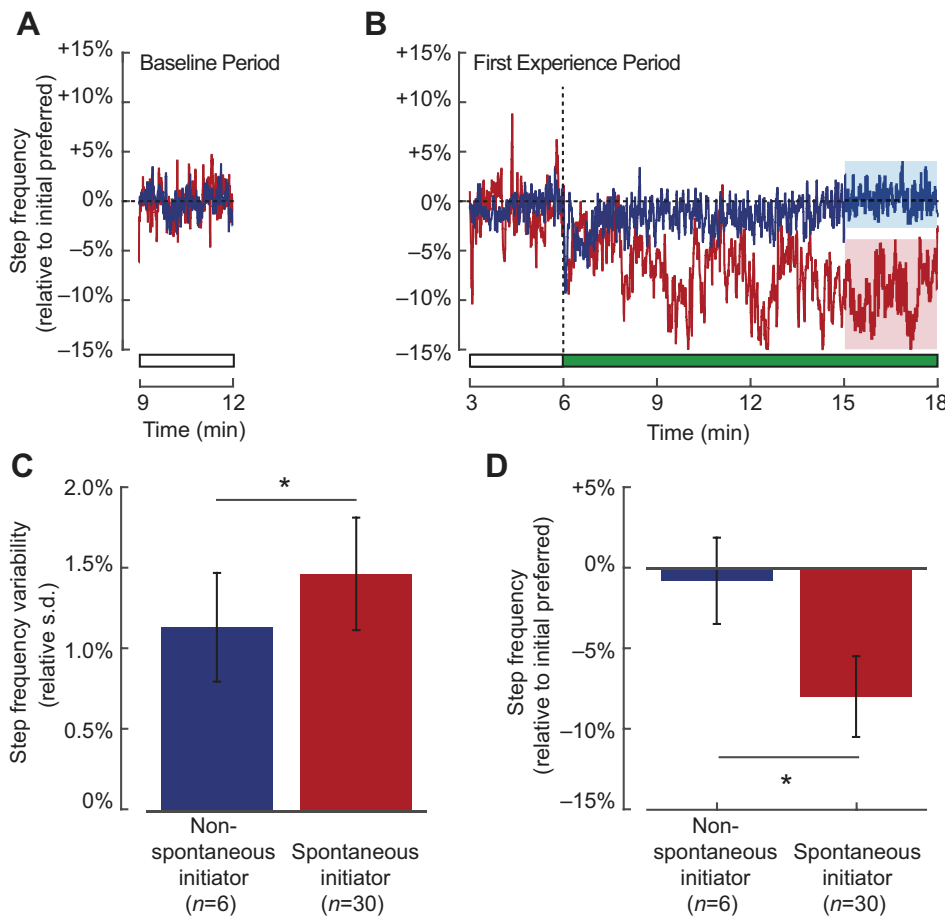 A
Baseline Period
Step frequency
(relative to initial preferred)
+15%
+10%
+5%
0%
–5%
–10%
–15%
9
12
Time (min)
B
First Experience Period
+15%
+10%
+5%
0%
–5%
–10%
–15%
3
6
9
12
15
18
Time (min)
C
Step frequency variability
(relative s.d.)
2.0%
1.5%
1.0%
0.5%
0%
*
Non-
spontaneous
initiator
(n=6)
Spontaneous
initiator
(n=30)
D
Step frequency
(relative to initial preferred)
+5%
0%
–5%
–10%
–15%
*
Non-
spontaneous
initiator
(n=6)
Spontaneous
initiator
(n=30)